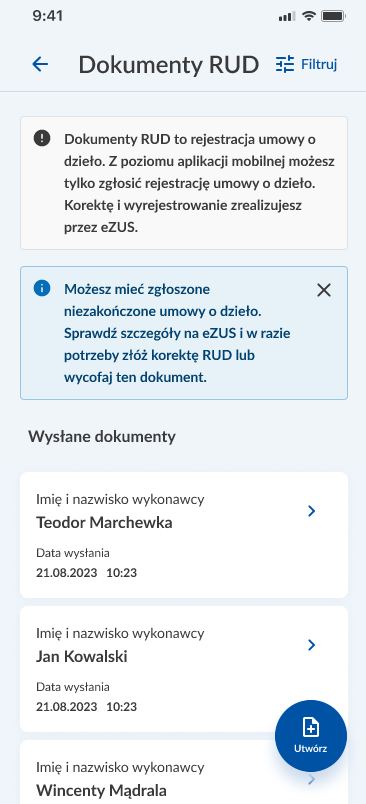 9:41
Dokumenty RUD
Filtruj
Dokumenty RUD to rejestracja umowy o
dzieło. Z poziomu aplikacji mobilnej możesz
tylko zgłosić rejestrację umowy o dzieło.
Korektę i wyrejestrowanie zrealizujesz
przez eZUS.
Możesz mieć zgłoszone
niezakończone umowy o dzieło.
Sprawdź szczegóły na eZUS i w razie
potrzeby złóż korektę RUD lub
wycofaj ten dokument.
Wysłane dokumenty
Imię i nazwisko wykonawcy
Teodor Marchewka
Data wysłania
21.08.2023 10:23
Imię i nazwisko wykonawcy
Jan Kowalski
Data wysłania
21.08.2023 10:23
Utwórz
Imię i nazwisko wykonawcy
Wincenty Mądrala